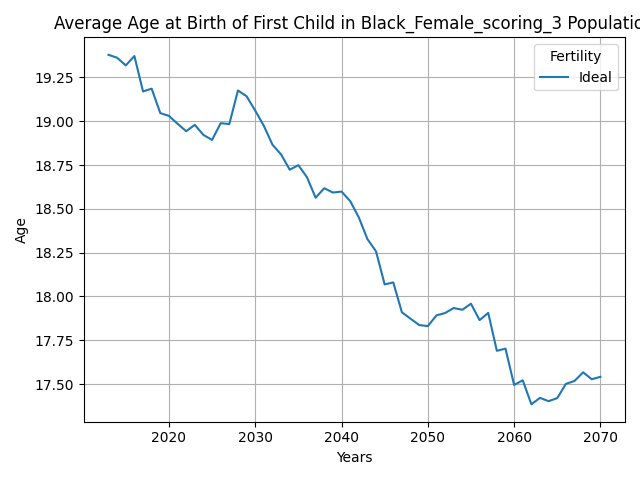 Average Age at Birth of First Child in Black_Female_scoring_3 Populatio
Fertility
Ideal
Age
19.25
19.00
18.75
18.50
18.25
18.00
17.75
17.50
2020 2030 2040 2050 2060 2070
Years